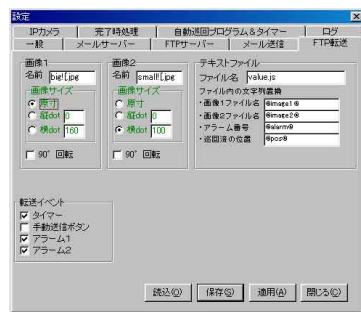 設定
IPカメラ 完了時処理 自動巡回プログラム&タイマー ログ
一般 メールサーバー FTPサーバー メール送信 FTP転送
画像1
名前 big![.jpg
画像サイズ
原寸
縦dot 0
横dot 160
90° 回転
画像2
名前 small![.jpg
画像サイズ
原寸
縦dot 0
横dot 100
90° 回転
テキストファイル
ファイル名 value.js
ファイル内の文字列置換
・画像1ファイル名 @image1@
・画像2ファイル名 @image2@
・アラーム番号 @alarm@
・巡回済の位置 @pos@
転送イベント
タイマー
手動送信ボタン
アラーム1
アラーム2
読込(O) 保存(S) 適用(A) 閉じる(C)